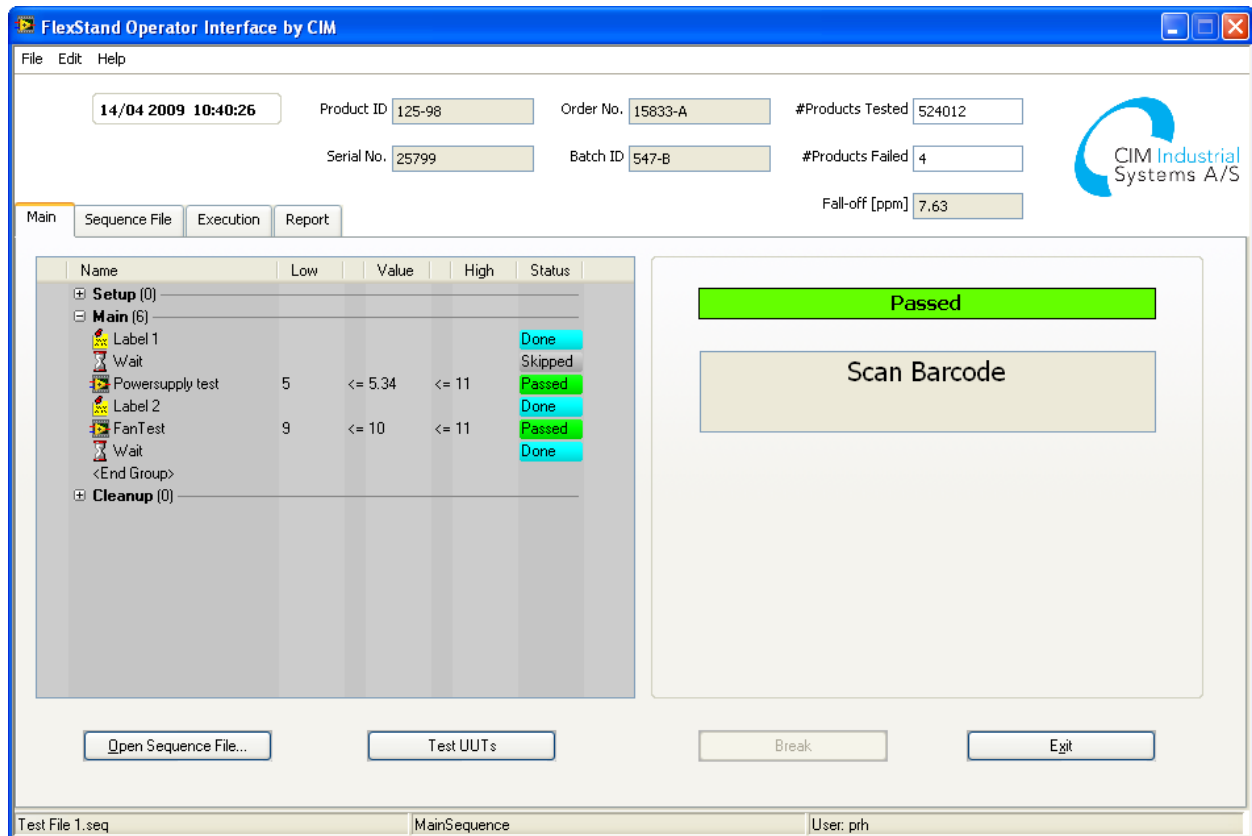 FlexStand Operator Interface by CIM
File Edit Help
14/04 2009 10:40:26 Product ID 125-98 Order No. 15833-A #Products Tested 524012
Serial No. 25799 Batch ID 547-B #Products Failed 4
Fall-off [ppm] 7.63
CIM Industrial
Systems A/S
Main Sequence File Execution Report
Name Low Value High Status
Setup (0)
Main (6)
Label 1 Done
Wait Skipped
Powersupply test 5 <= 5.34 <= 11 Passed
Label 2 Done
FanTest 9 <= 10 <= 11 Passed
Wait Done
<End Group>
Cleanup (0)
Passed
Scan Barcode
Open Sequence File... Test UUTs Break Exit
Test File 1.seq MainSequence User: prh